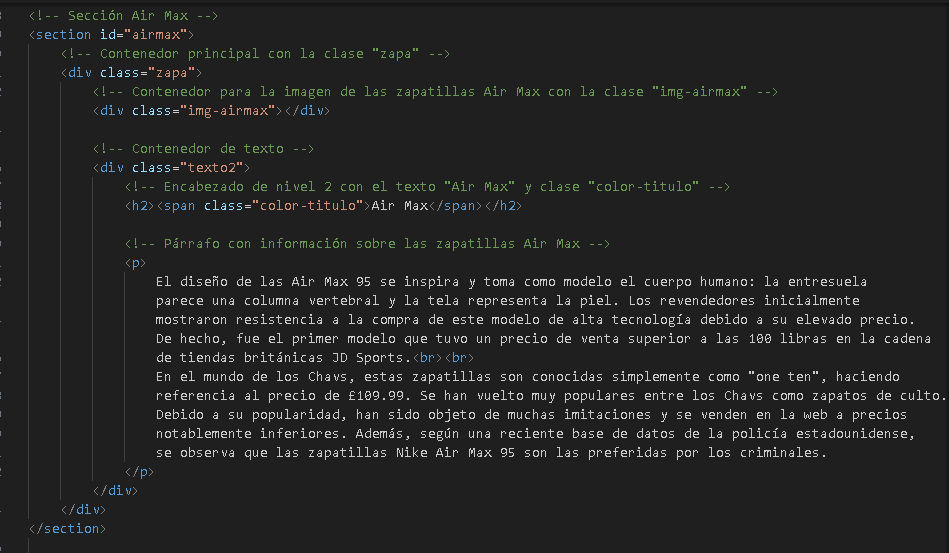 <!-- Sección Air Max -->
<section id="airmax">
<!-- Contenedor principal con la clase "zapa" -->
<div class="zapa">
<!-- Contenedor para la imagen de las zapatillas Air Max con la clase "img-airmax" -->
<div class="img-airmax"></div>
<!-- Contenedor de texto -->
<div class="texto2">
<!-- Encabezado de nivel 2 con el texto "Air Max" y clase "color-titulo" -->
<h2><span class="color-titulo">Air Max</span></h2>
<!-- Párrafo con información sobre las zapatillas Air Max -->
<p>
El diseño de las Air Max 95 se inspira y toma como modelo el cuerpo humano: la entresuela
parece una columna vertebral y la tela representa la piel. Los revendedores inicialmente
mostraron resistencia a la compra de este modelo de alta tecnología debido a su elevado precio.
De hecho, fue el primer modelo que tuvo un precio de venta superior a las 100 libras en la cadena
de tiendas británicas JD Sports.<br><br>
En el mundo de los Chavs, estas zapatillas son conocidas simplemente como "one ten", haciendo
referencia al precio de £109.99. Se han vuelto muy populares entre los Chavs como zapatos de culto.
Debido a su popularidad, han sido objeto de muchas imitaciones y se venden en la web a precios
notablemente inferiores. Además, según una reciente base de datos de la policía estadounidense,
se observa que las zapatillas Nike Air Max 95 son las preferidas por los criminales.
</p>
</div>
</div>
</section>